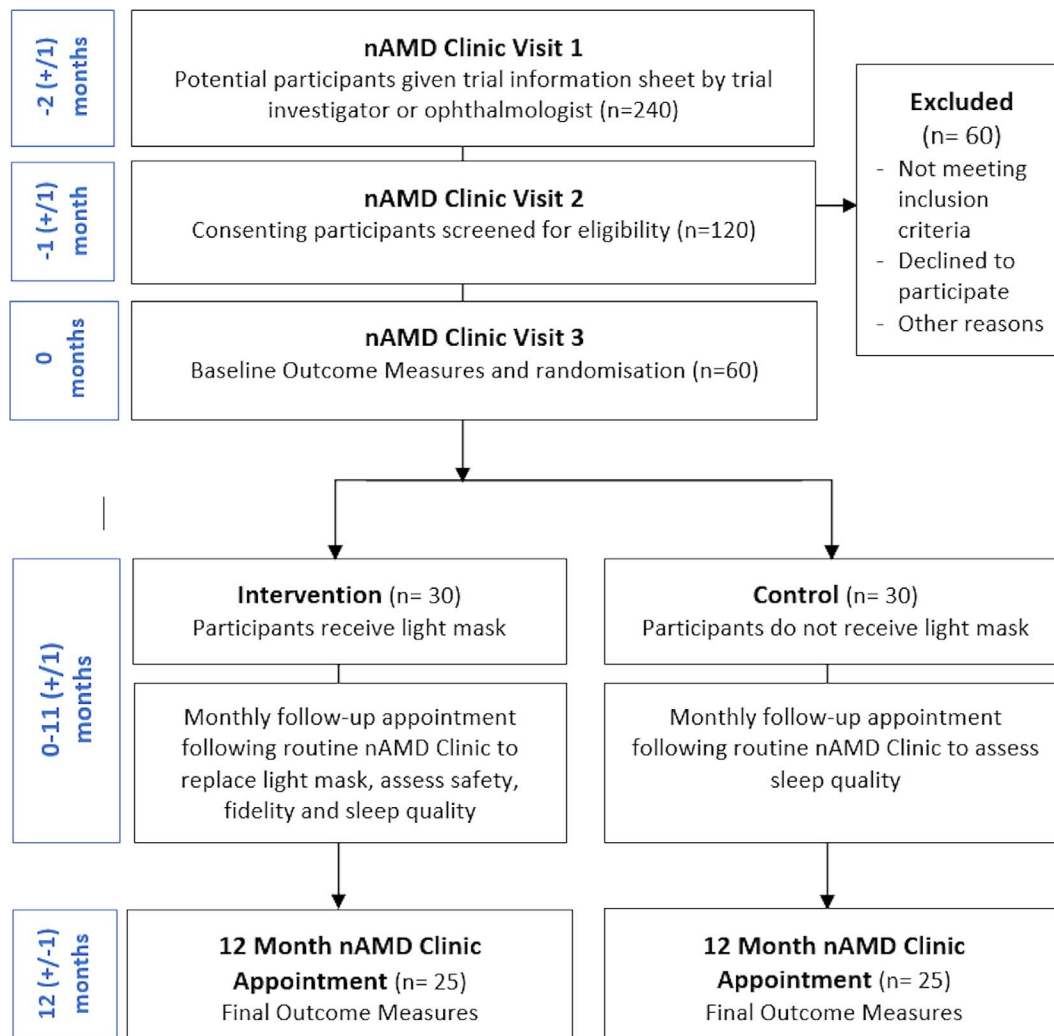 -2 (+/1)
months
nAMD Clinic Visit 1
Potential participants given trial information sheet by trial
investigator or ophthalmologist (n=240)
Excluded
(n= 60)
- Not meeting
inclusion
criteria
- Declined to
participate
- Other reasons
-1 (+/1)
month
nAMD Clinic Visit 2
Consenting participants screened for eligibility (n=120)
0
months
nAMD Clinic Visit 3
Baseline Outcome Measures and randomisation (n=60)
0-11 (+/1)
months
Intervention (n= 30)
Participants receive light mask
Control (n= 30)
Participants do not receive light mask
Monthly follow-up appointment
following routine nAMD Clinic to
replace light mask, assess safety,
fidelity and sleep quality
Monthly follow-up appointment
following routine nAMD Clinic to assess
sleep quality
12 (+/-1)
months
12 Month nAMD Clinic
Appointment (n= 25)
Final Outcome Measures
12 Month nAMD Clinic
Appointment (n= 25)
Final Outcome Measures